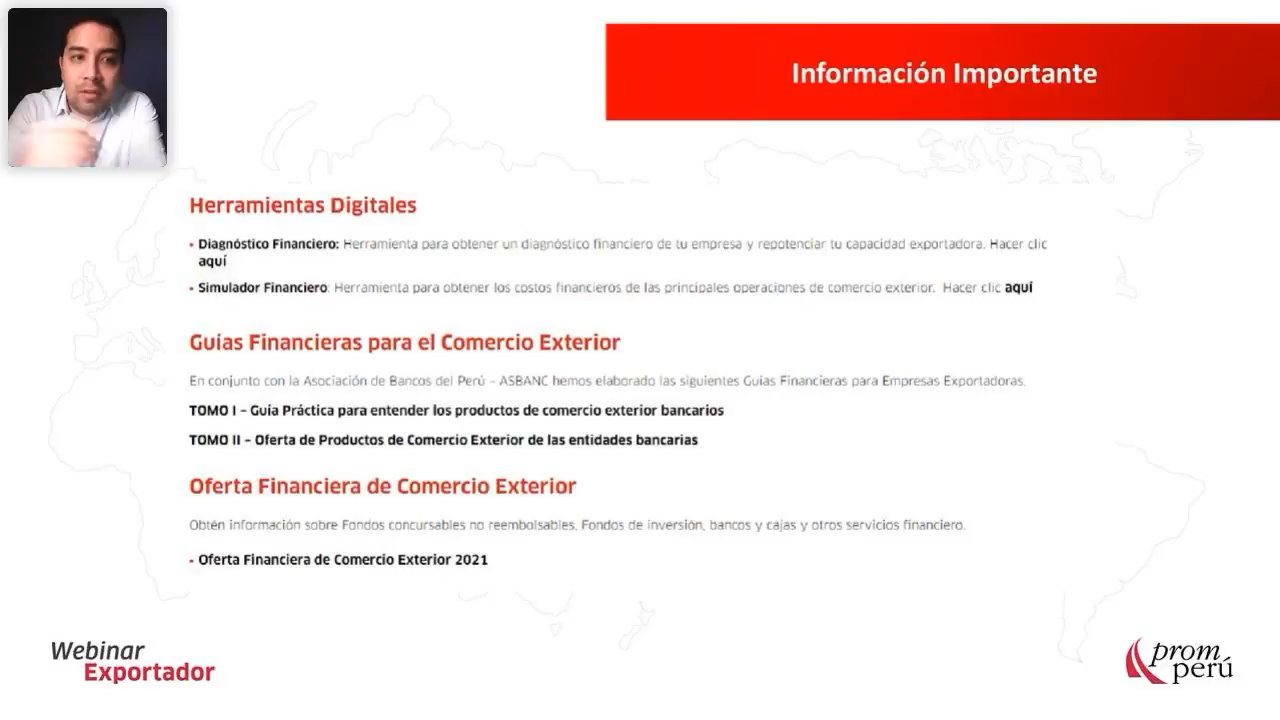 Información Importante
Herramientas Digitales
• Diagnóstico Financiero: Herramienta para obtener un diagnóstico financiero de tu empresa y repotenciar tu capacidad exportadora. Hacer clic
aquí
• Simulador Financiero: Herramienta para obtener los costos financieros de las principales operaciones de comercio exterior. Hacer clic aquí
Guías Financieras para el Comercio Exterior
En conjunto con la Asociación de Bancos del Perú - ASBANC hemos elaborado las siguientes Guías Financieras para Empresas Exportadoras.
TOMO I - Guía Práctica para entender los productos de comercio exterior bancarios
TOMO II - Oferta de Productos de Comercio Exterior de las entidades bancarias
Oferta Financiera de Comercio Exterior
Obtén información sobre Fondos concursables no reembolsables, Fondos de inversión, bancos y cajas y otros servicios financiero.
• Oferta Financiera de Comercio Exterior 2021
Webinar
Exportador
prom
perú